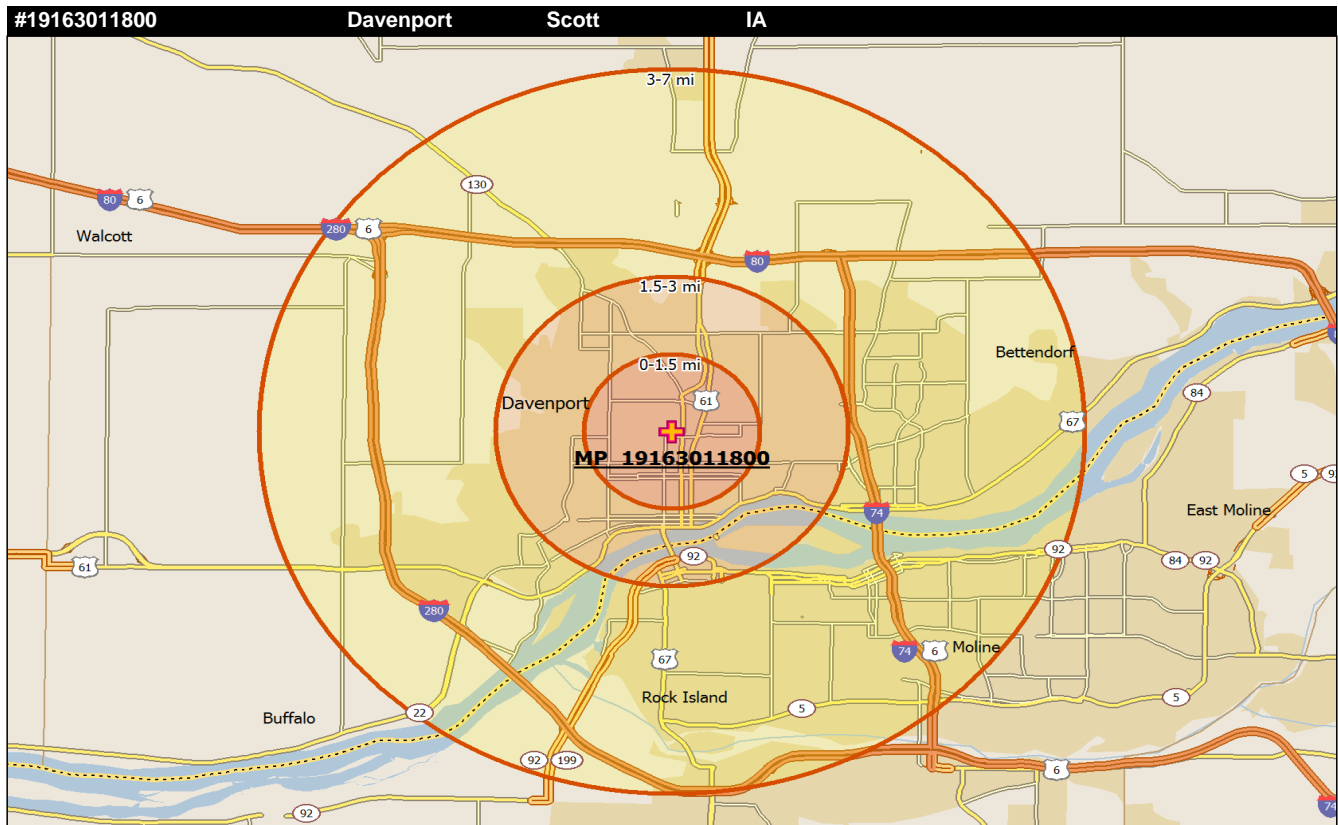 #19163011800 Davenport Scott IA
3-7 mi
130
80 6
280 6
Walcott
80
1.5-3 mi
Bettendorf
0-1.5 mi
84
Davenport
61
67
MP_19163011800
5
74
East Moline
92
92
84 92
61
280
74 6
Moline
67
Rock Island
5
5
22
Buffalo
92 199
6
92
74